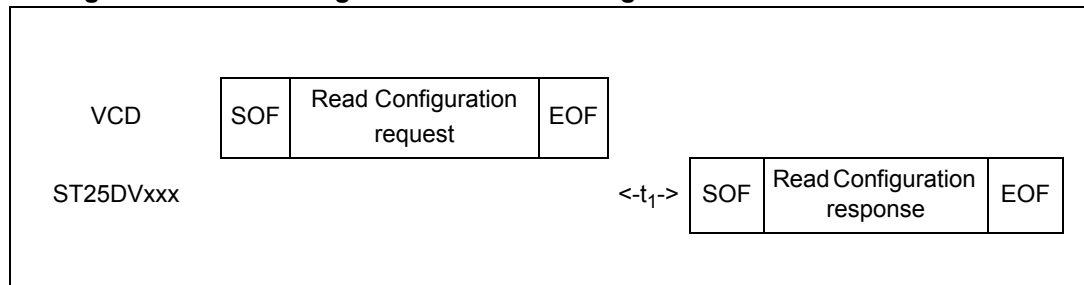 VCD SOF Read Configuration request EOF
ST25DVxxx <-t₁-> SOF Read Configuration response EOF